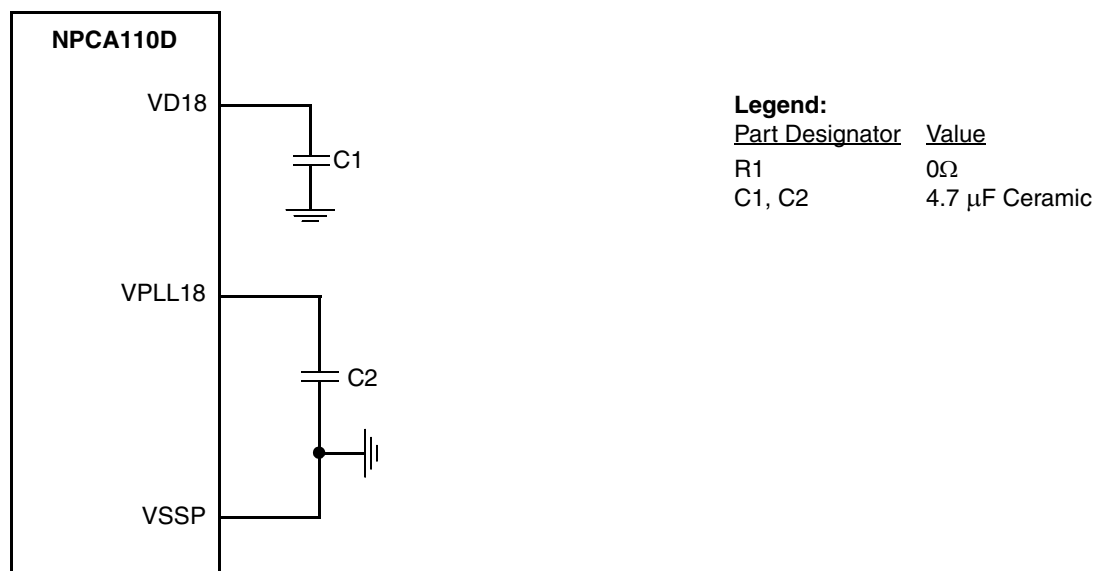 NPCA110D
VD18
C1
VPLL18
C2
VSSP
Legend:
Part Designator Value
R1 0Ω
C1, C2 4.7 μF Ceramic